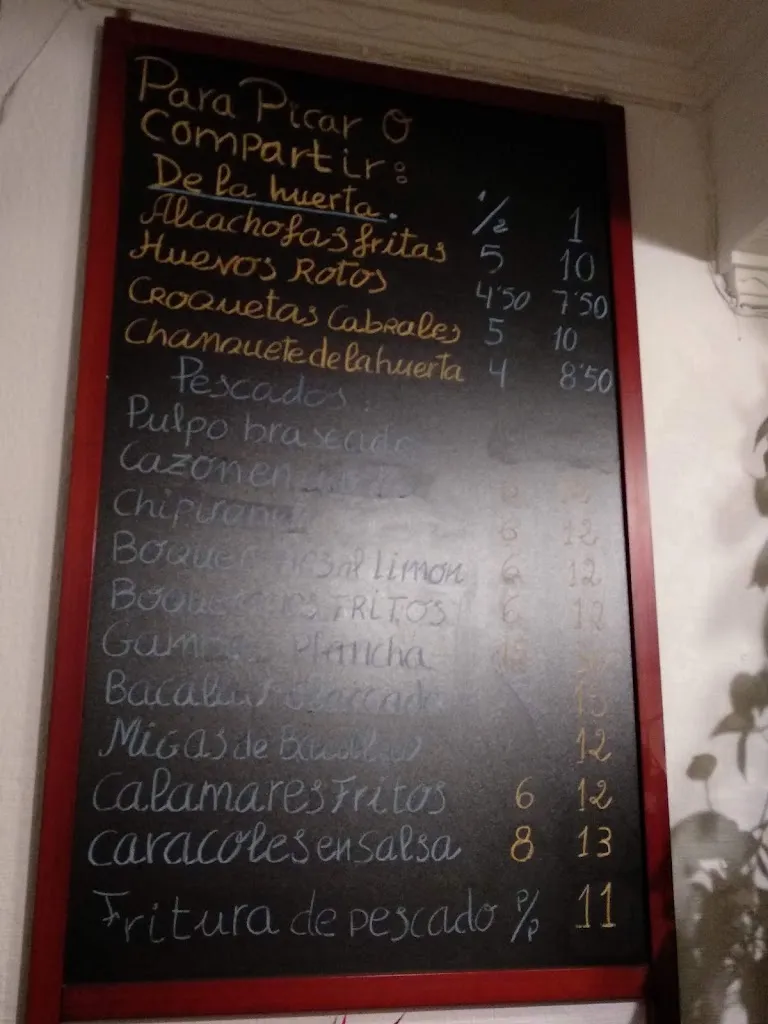 Para Picar O
Compartir:
De la huerta.
1/2 1
Alcachofas fritas 5 10
Huevos Rotos 4'50 7'50
Croquetas Cabrales 5 10
Chanquete de la huerta 4 8'50
Pescados:
Pulpo braseado
Cazón en
6 12
Boquerones al Limon 6 12
Boquerones FRITOS 6 12
Gambas Plancha
Bacalao 13
Migas de Bacalao 12
Calamares Fritos 6 12
Caracoles en Salsa 8 13
Fritura de pescado P/P 11